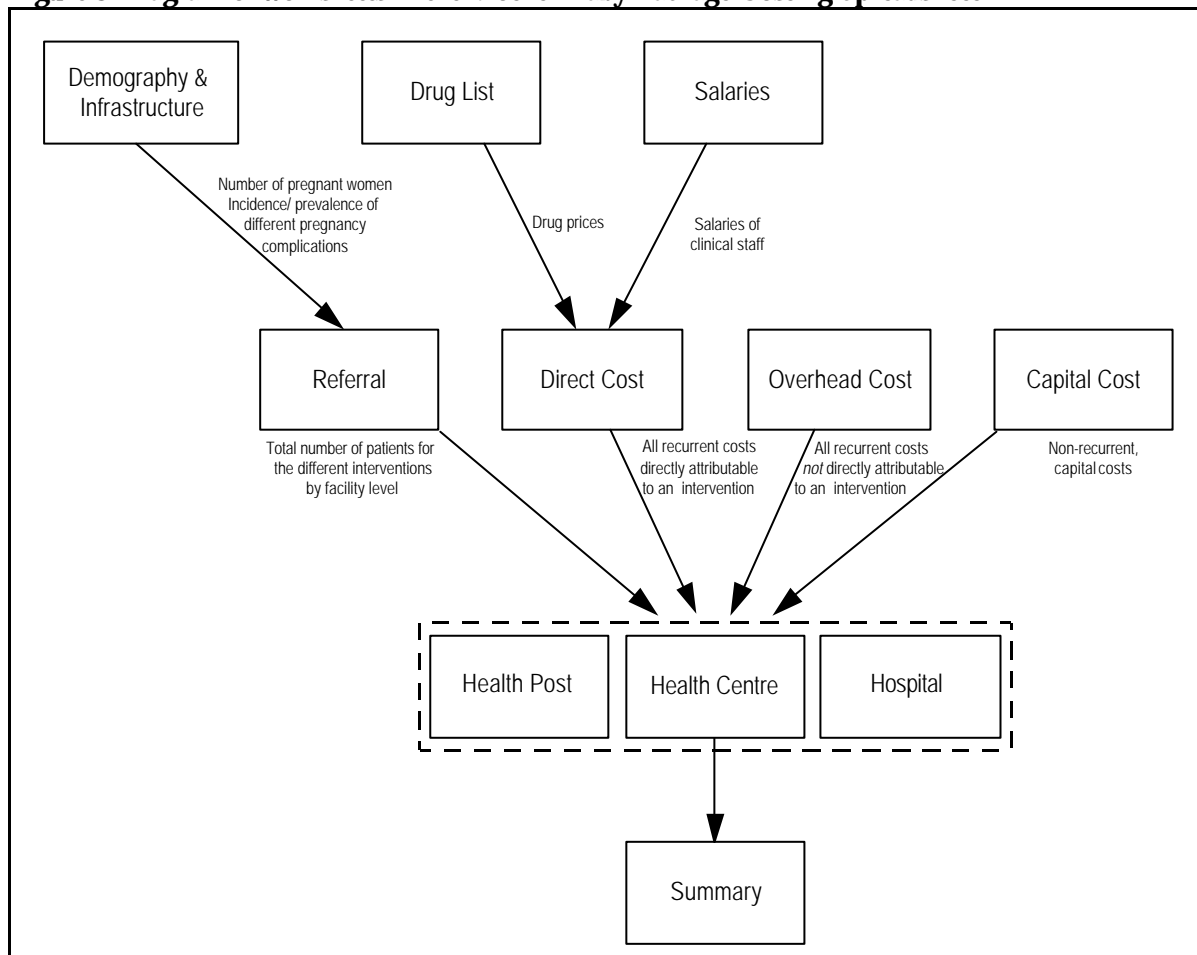 Demography &
Infrastructure
Drug List
Salaries
Number of pregnant women
Incidence/ prevalence of
different pregnancy
complications
Drug prices
Salaries of
clinical staff
Referral
Direct Cost
Overhead Cost
Capital Cost
Total number of patients for
the different interventions
by facility level
All recurrent costs
directly attributable
to an intervention
All recurrent costs
not directly attributable
to an intervention
Non-recurrent,
capital costs
Health Post
Health Centre
Hospital
Summary